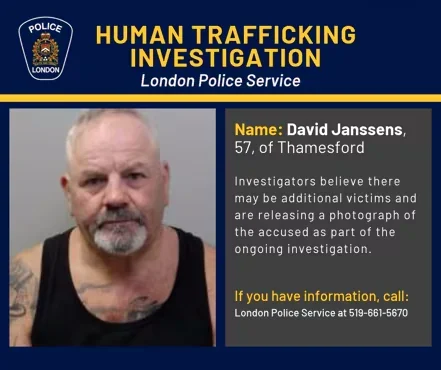 POLICE
LONDON
HUMAN TRAFFICKING
INVESTIGATION
London Police Service
Name: David Janssens,
57, of Thamesford
Investigators believe there
may be additional victims and
are releasing a photograph of
the accused as part of the
ongoing investigation.
If you have information, call:
London Police Service at 519-661-5670